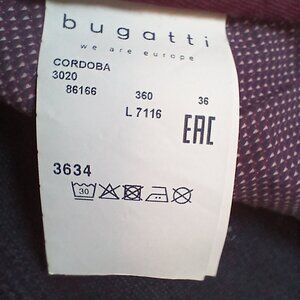 bugatti
we are europe
CORDOBA
3020
86166 360 36
L 7116
EAC
3634
30